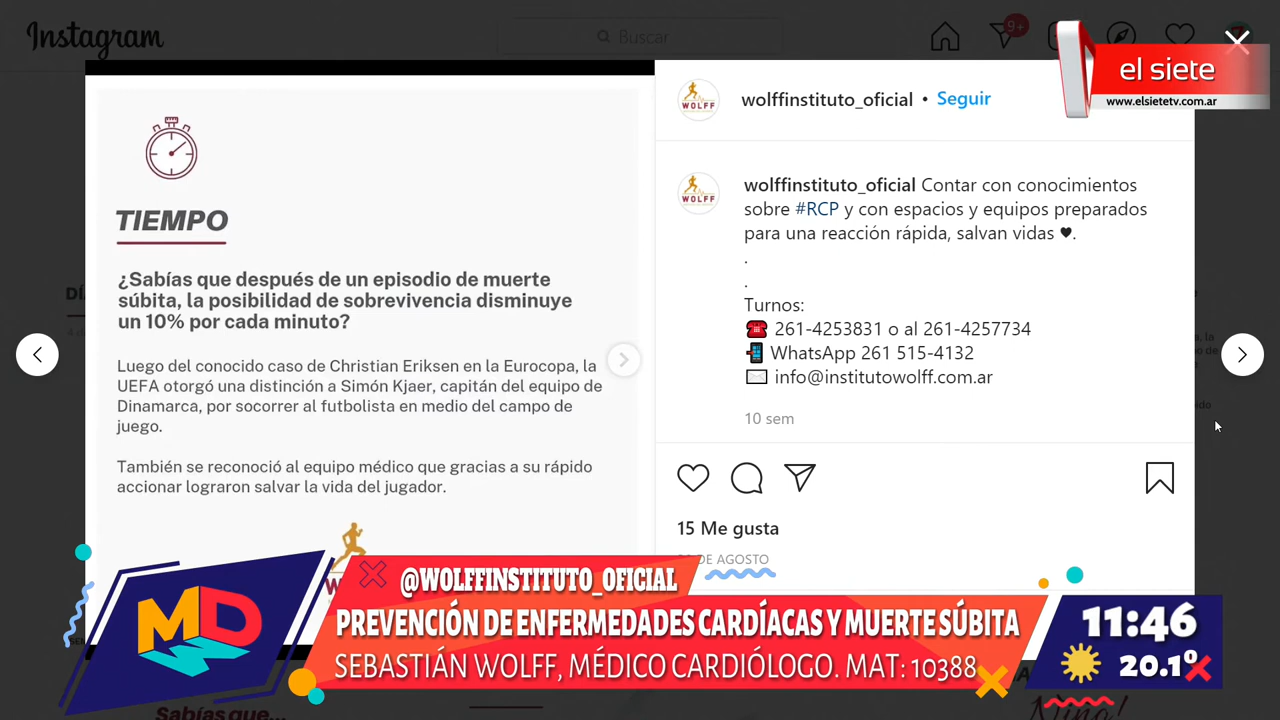 Instagram
Buscar
9+
el siete
www.elsietetv.com.ar
WOLFF
wolffinstituto_oficial • Seguir
TIEMPO
¿Sabías que después de un episodio de muerte
súbita, la posibilidad de sobrevivencia disminuye
un 10% por cada minuto?
Luego del conocido caso de Christian Eriksen en la Eurocopa, la
UEFA otorgó una distinción a Simón Kjaer, capitán del equipo de
Dinamarca, por socorrer al futbolista en medio del campo de
juego.
También se reconoció al equipo médico que gracias a su rápido
accionar lograron salvar la vida del jugador.
WOLFF
wolffinstituto_oficial Contar con conocimientos
sobre #RCP y con espacios y equipos preparados
para una reacción rápida, salvan vidas ♥.
.
.
Turnos:
☎ 261-4253831 o al 261-4257734
📲 WhatsApp 261 515-4132
✉ info@institutowolff.com.ar
10 sem
15 Me gusta
DE AGOSTO
MD
@WOLFFINSTITUTO_OFICIAL
PREVENCIÓN DE ENFERMEDADES CARDÍACAS Y MUERTE SÚBITA
SEBASTIÁN WOLFF, MÉDICO CARDIÓLOGO. MAT: 10388
11:46
20.1º
Sabías que...